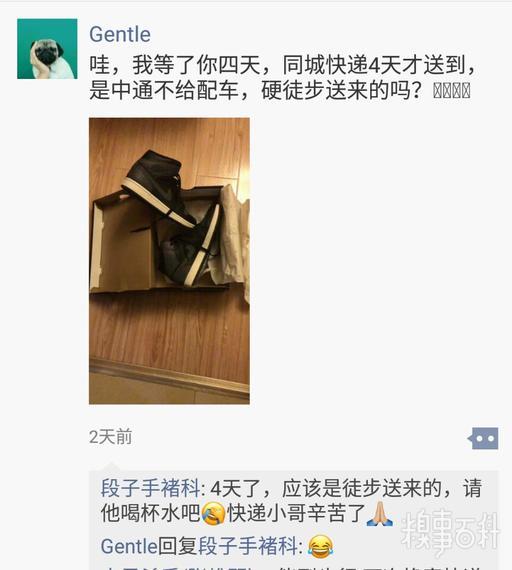 Gentle
哇，我等了你四天，同城快递4天才送到，
是中通不给配车，硬徒步送来的吗？
2天前
段子手褚科: 4天了，应该是徒步送来的，请
他喝杯水吧😪快递小哥辛苦了🙏🏻
Gentle回复段子手褚科: 😂
糗事百科